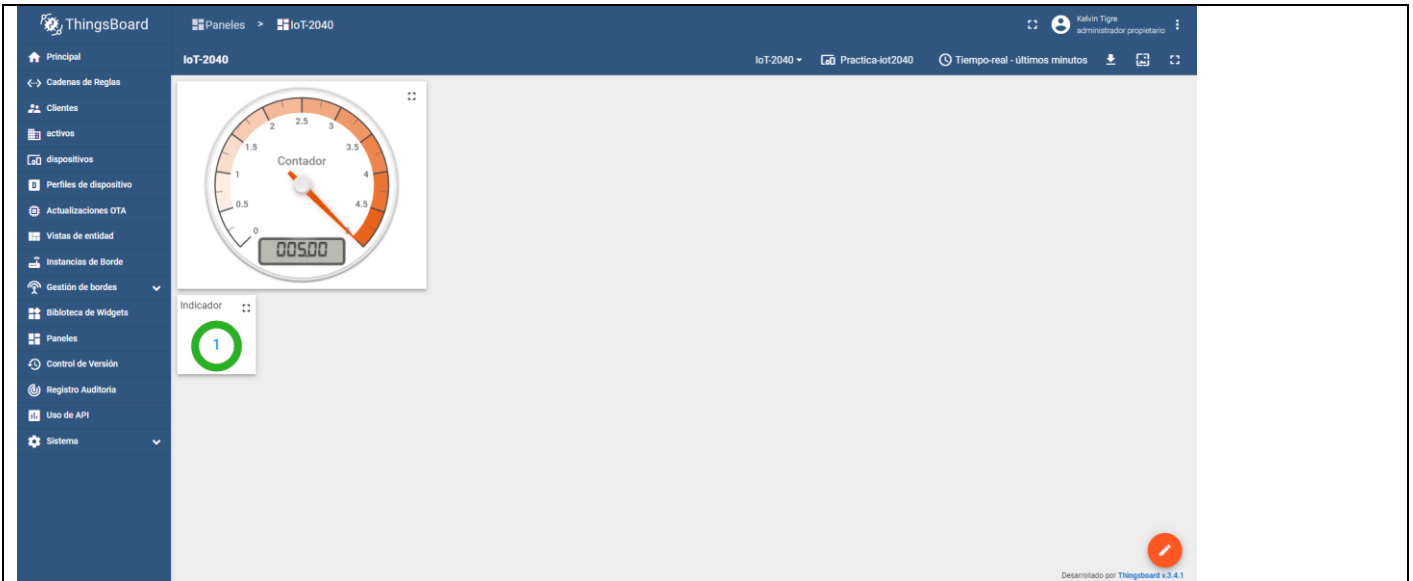 ThingsBoard
Paneles > IoT-2040
Kelvin Tigre
administrador propietario
Principal
IoT-2040
IoT-2040
Practica-iot2040
Tiempo-real - últimos minutos
Cadenas de Reglas
Clientes
activos
dispositivos
Perfiles de dispositivo
Actualizaciones OTA
Vistas de entidad
Instancias de Borde
Gestión de bordes
Bibloteca de Widgets
Paneles
Control de Versión
Registro Auditoria
Uso de API
Sistema
Contador
0
0.5
1
1.5
2
2.5
3
3.5
4
4.5
5
005.00
Indicador
1
Desarrollado por Thingsboard v.3.4.1